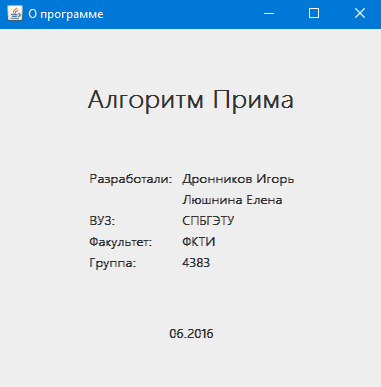 О программе
Алгоритм Прима
Разработали: Дронников Игорь
Люшнина Елена
ВУЗ: СПБГЭТУ
Факультет: ФКТИ
Группа: 4383
06.2016